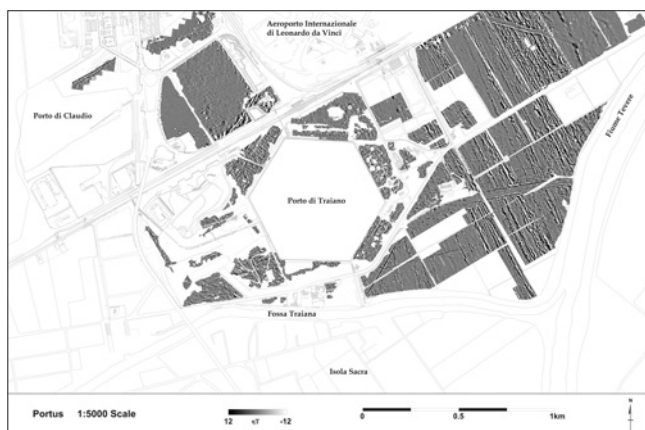 Aeroporto Internazionale
di Leonardo da Vinci
Porto di Claudio
Fiume Tevere
Porto di Traiano
Fossa Traiana
Isola Sacra
Portus 1:5000 Scale
12 ηT -12
0 0.5 1km
N